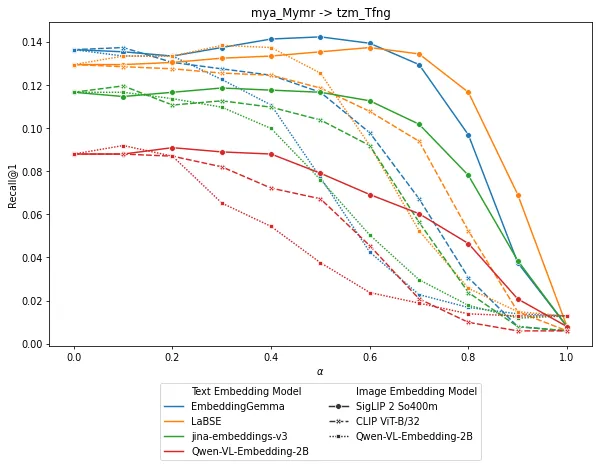 mya_Mymr -> tzm_Tfng
Recall@1
0.14
0.12
0.10
0.08
0.06
0.04
0.02
0.00
0.0 0.2 0.4 0.6 0.8 1.0
α
Text Embedding Model
EmbeddingGemma
LaBSE
jina-embeddings-v3
Qwen-VL-Embedding-2B
Image Embedding Model
SigLIP 2 So400m
CLIP ViT-B/32
Qwen-VL-Embedding-2B